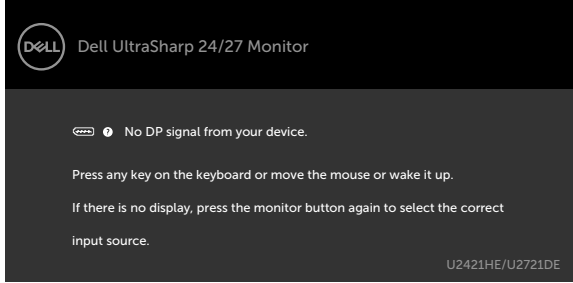 DELL
Dell UltraSharp 24/27 Monitor
? No DP signal from your device.
Press any key on the keyboard or move the mouse or wake it up.
If there is no display, press the monitor button again to select the correct
input source.
U2421HE/U2721DE